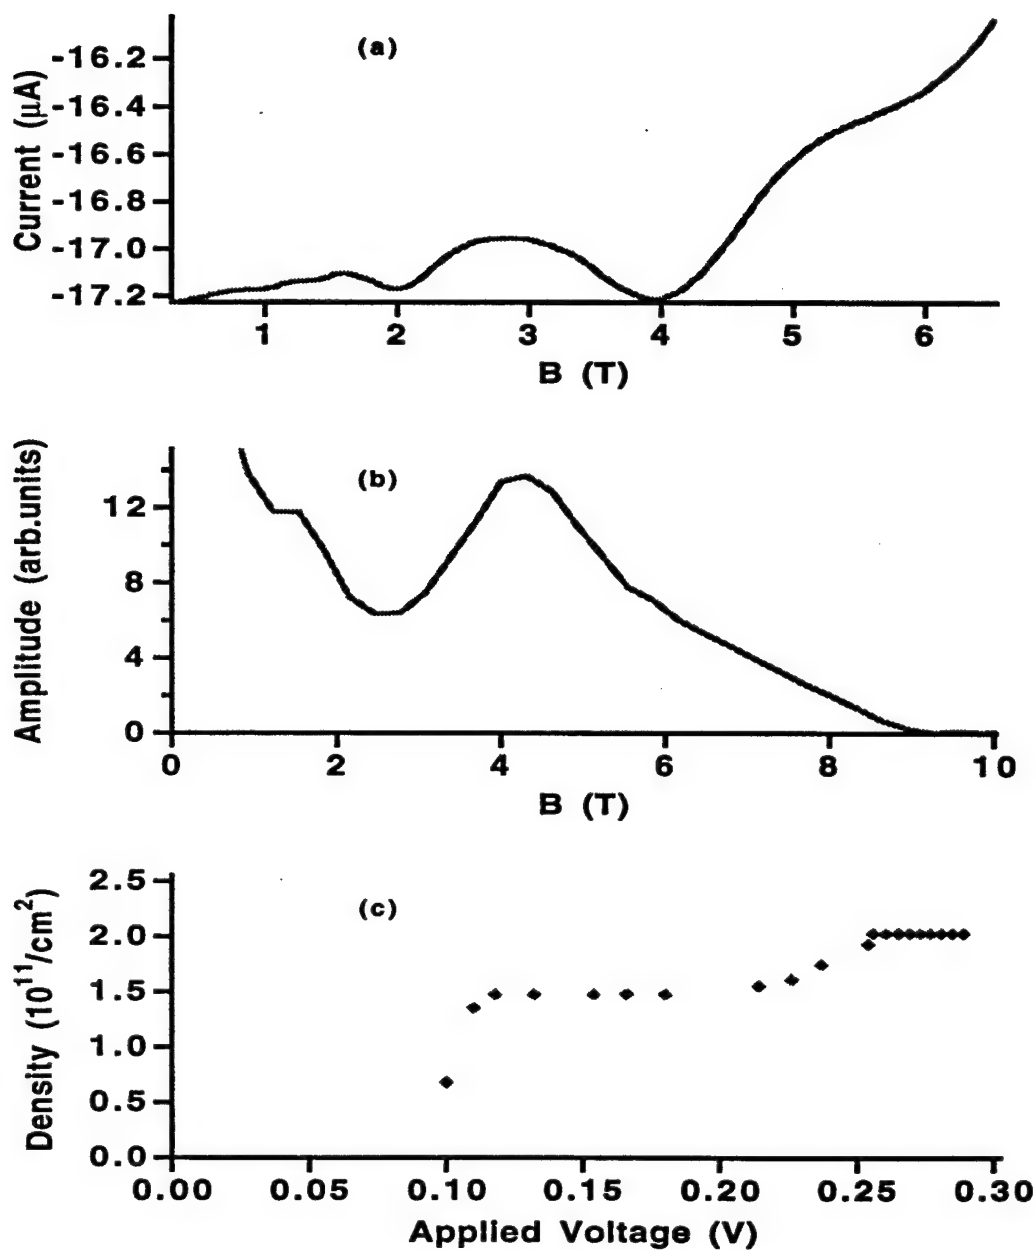 (a)
Current (μA)
-16.2
-16.4
-16.6
-16.8
-17.0
-17.2
1 2 3 4 5 6
B (T)
(b)
Amplitude (arb.units)
12
8
4
0
0 2 4 6 8 10
B (T)
(c)
Density (10¹¹/cm²)
2.5
2.0
1.5
1.0
0.5
0.0
0.00 0.05 0.10 0.15 0.20 0.25 0.30
Applied Voltage (V)